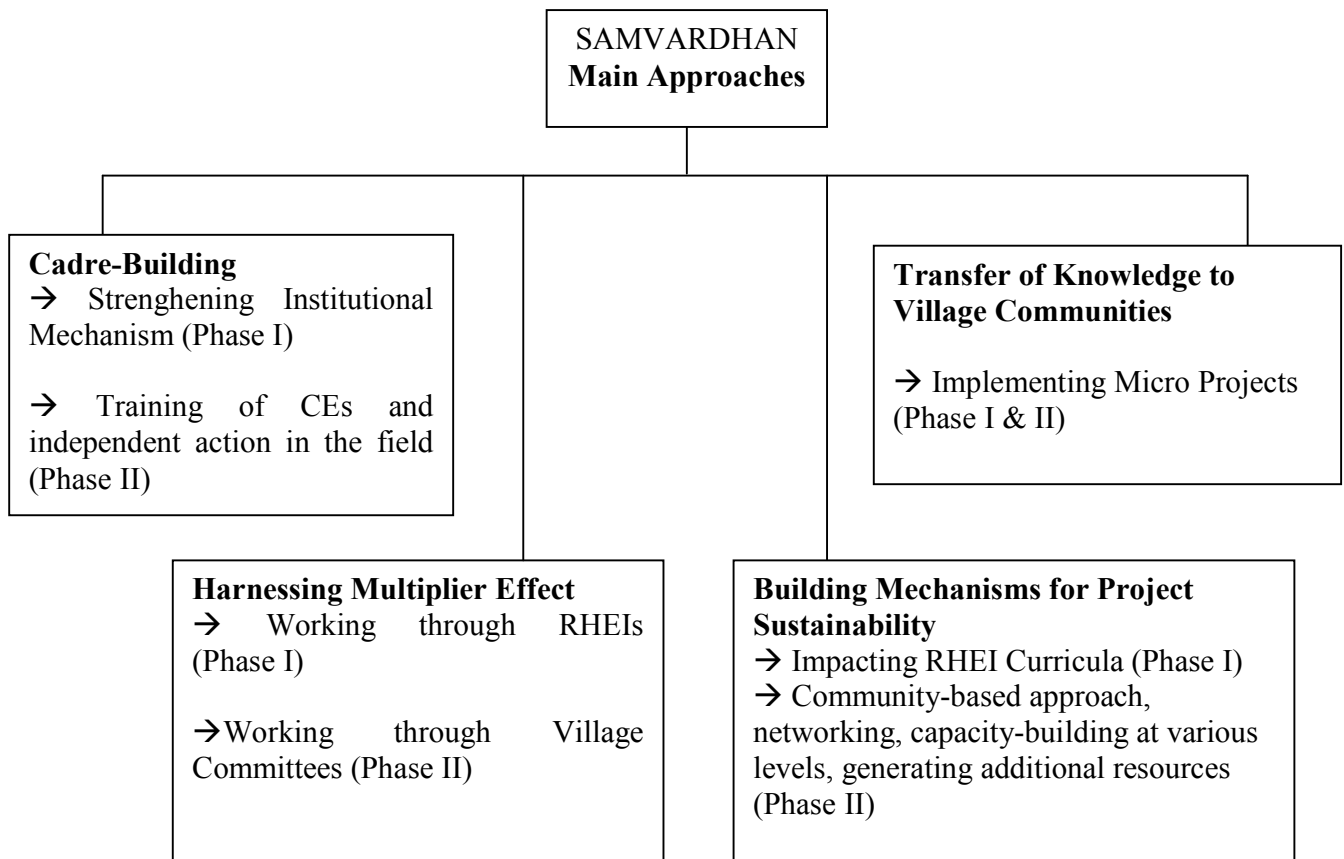 SAMVARDHAN
Main Approaches
Cadre-Building
→ Strenghening Institutional
Mechanism (Phase I)
→ Training of CEs and
independent action in the field
(Phase II)
Transfer of Knowledge to
Village Communities
→ Implementing Micro Projects
(Phase I & II)
Harnessing Multiplier Effect
→ Working through RHEIs
(Phase I)
→Working through Village
Committees (Phase II)
Building Mechanisms for Project
Sustainability
→ Impacting RHEI Curricula (Phase I)
→ Community-based approach,
networking, capacity-building at various
levels, generating additional resources
(Phase II)